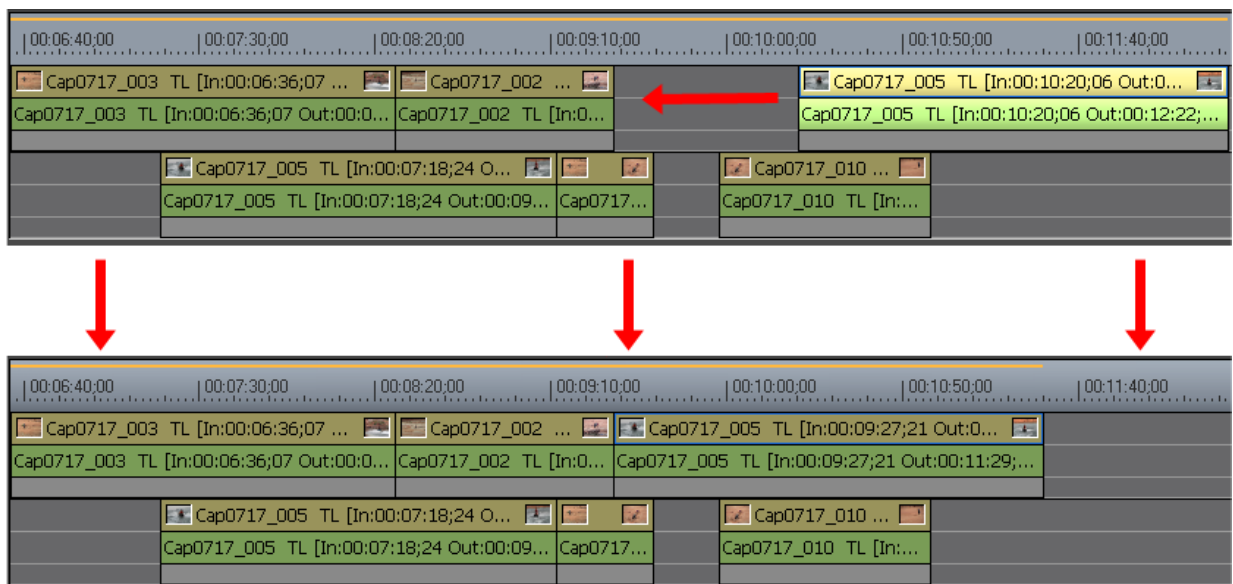 00:06:40;00 00:07:30;00 00:08:20;00 00:09:10;00 00:10:00;00 00:10:50;00 00:11:40;00
Cap0717_003 TL [In:00:06:36;07 ... Cap0717_002 ... Cap0717_005 TL [In:00:10:20;06 Out:0...
Cap0717_003 TL [In:00:06:36;07 Out:00:0... Cap0717_002 TL [In:0... Cap0717_005 TL [In:00:10:20;06 Out:00:12:22;...
Cap0717_005 TL [In:00:07:18;24 O... Cap0717_010 ...
Cap0717_005 TL [In:00:07:18;24 Out:00:09... Cap0717... Cap0717_010 TL [In:...
00:06:40;00 00:07:30;00 00:08:20;00 00:09:10;00 00:10:00;00 00:10:50;00 00:11:40;00
Cap0717_003 TL [In:00:06:36;07 ... Cap0717_002 ... Cap0717_005 TL [In:00:09:27;21 Out:0...
Cap0717_003 TL [In:00:06:36;07 Out:00:0... Cap0717_002 TL [In:0... Cap0717_005 TL [In:00:09:27;21 Out:00:11:29;...
Cap0717_005 TL [In:00:07:18;24 O... Cap0717_010 ...
Cap0717_005 TL [In:00:07:18;24 Out:00:09... Cap0717... Cap0717_010 TL [In:...